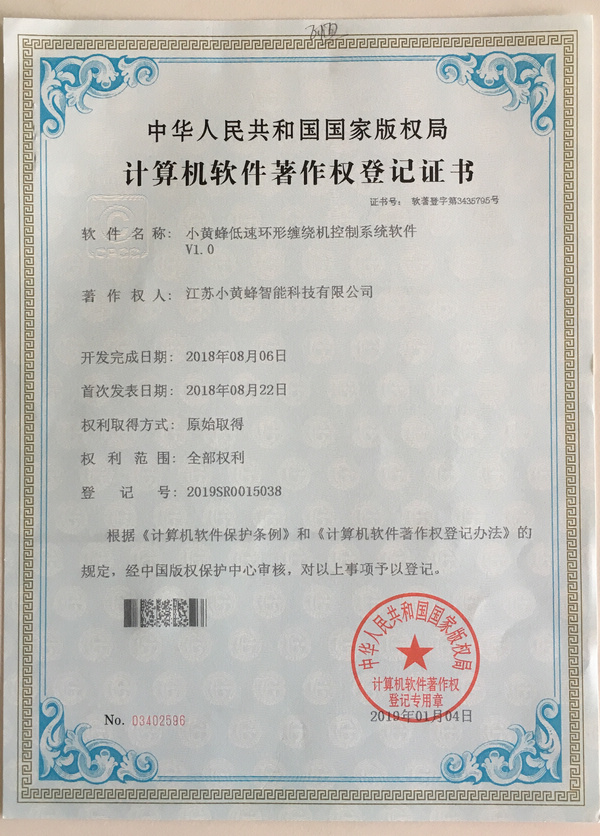 中华人民共和国国家版权局
计算机软件著作权登记证书
证书号： 软著登字第3435795号
软件名称： 小黄蜂低速环形缠绕机控制系统软件
V1.0
著作权人： 江苏小黄蜂智能科技有限公司
开发完成日期： 2018年08月06日
首次发表日期： 2018年08月22日
权利取得方式： 原始取得
权利范围： 全部权利
登记号： 2019SR0015038
根据《计算机软件保护条例》和《计算机软件著作权登记办法》的
规定，经中国版权保护中心审核，对以上事项予以登记。
中华人民共和国国家版权局
计算机软件著作权
登记专用章
No. 03402596
2019年01月04日